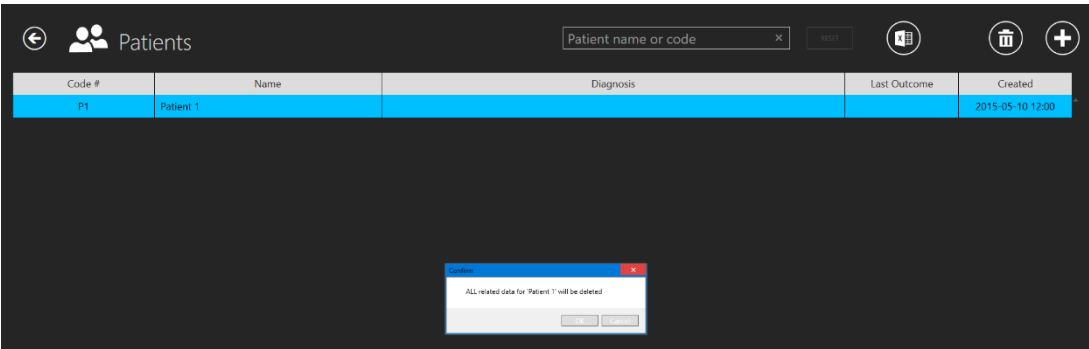 Patients
Patient name or code
RESET
Code # Name Diagnosis Last Outcome Created
P1 Patient 1 2015-05-10 12:00
Confirm
ALL related data for 'Patient 1' will be deleted
OK Cancel